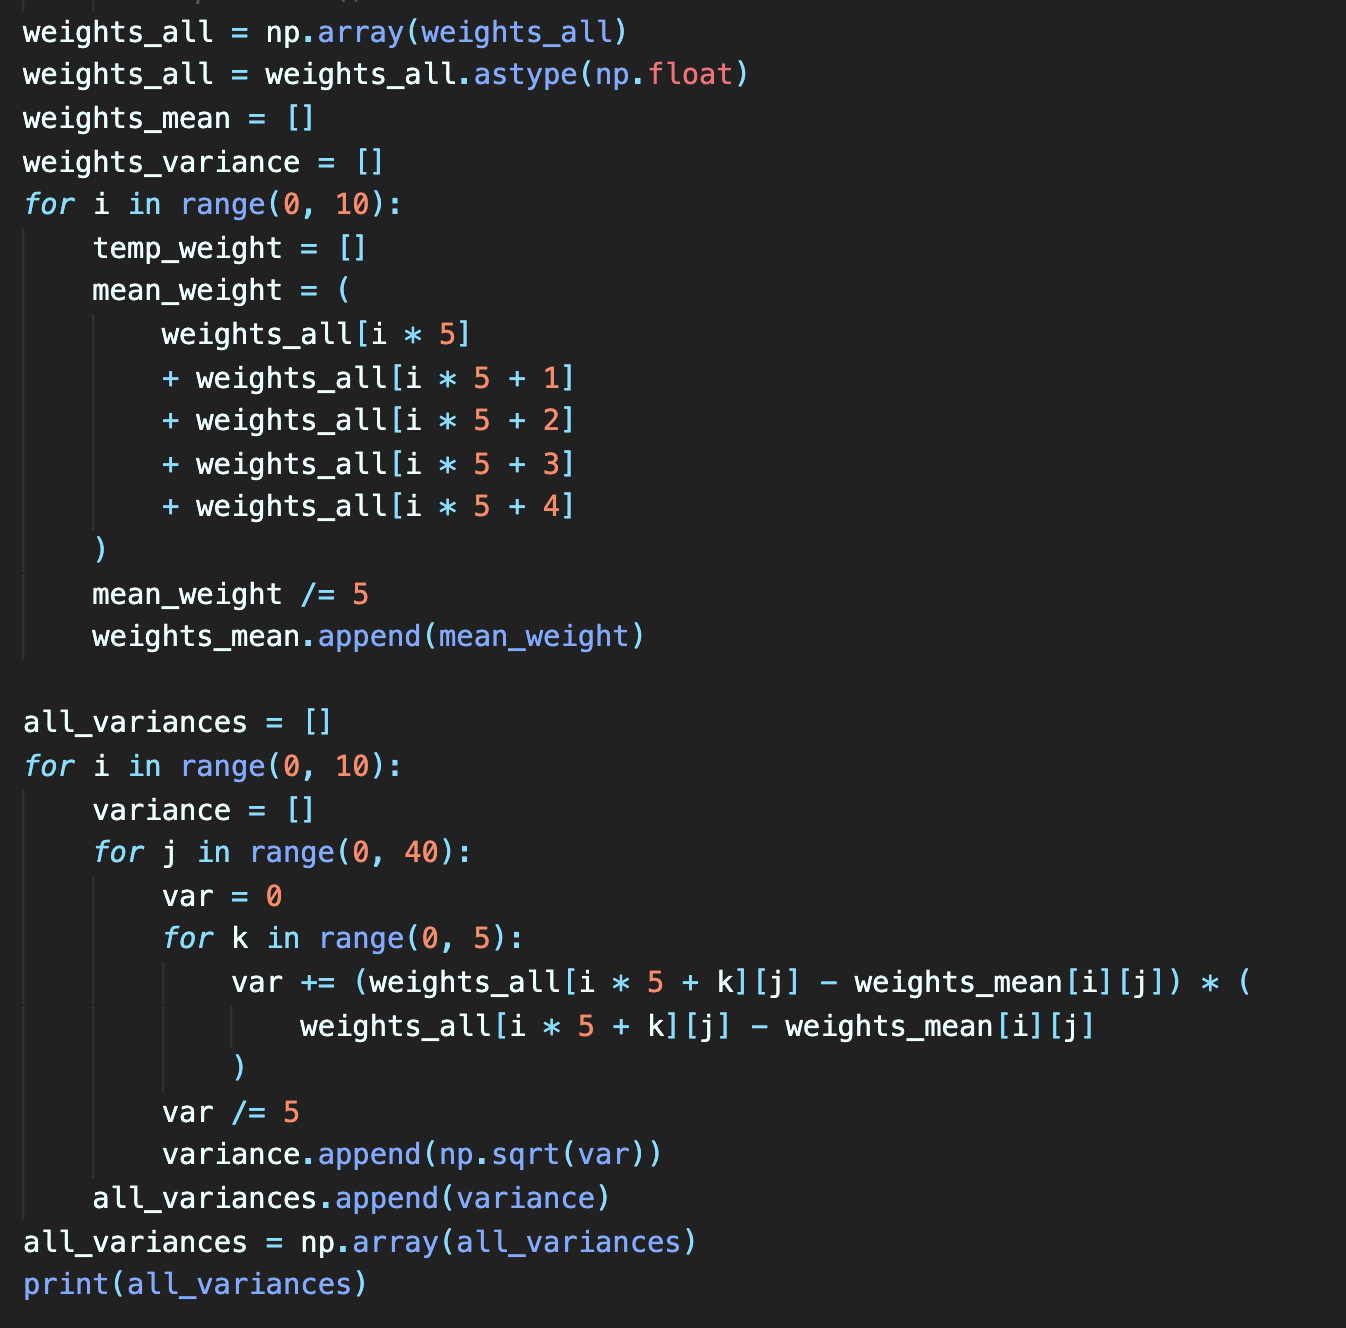 weights_all = np.array(weights_all)
weights_all = weights_all.astype(np.float)
weights_mean = []
weights_variance = []
for i in range(0, 10):
    temp_weight = []
    mean_weight = (
        weights_all[i * 5]
        + weights_all[i * 5 + 1]
        + weights_all[i * 5 + 2]
        + weights_all[i * 5 + 3]
        + weights_all[i * 5 + 4]
    )
    mean_weight /= 5
    weights_mean.append(mean_weight)

all_variances = []
for i in range(0, 10):
    variance = []
    for j in range(0, 40):
        var = 0
        for k in range(0, 5):
            var += (weights_all[i * 5 + k][j] - weights_mean[i][j]) * (
                weights_all[i * 5 + k][j] - weights_mean[i][j]
            )
        var /= 5
        variance.append(np.sqrt(var))
    all_variances.append(variance)
all_variances = np.array(all_variances)
print(all_variances)